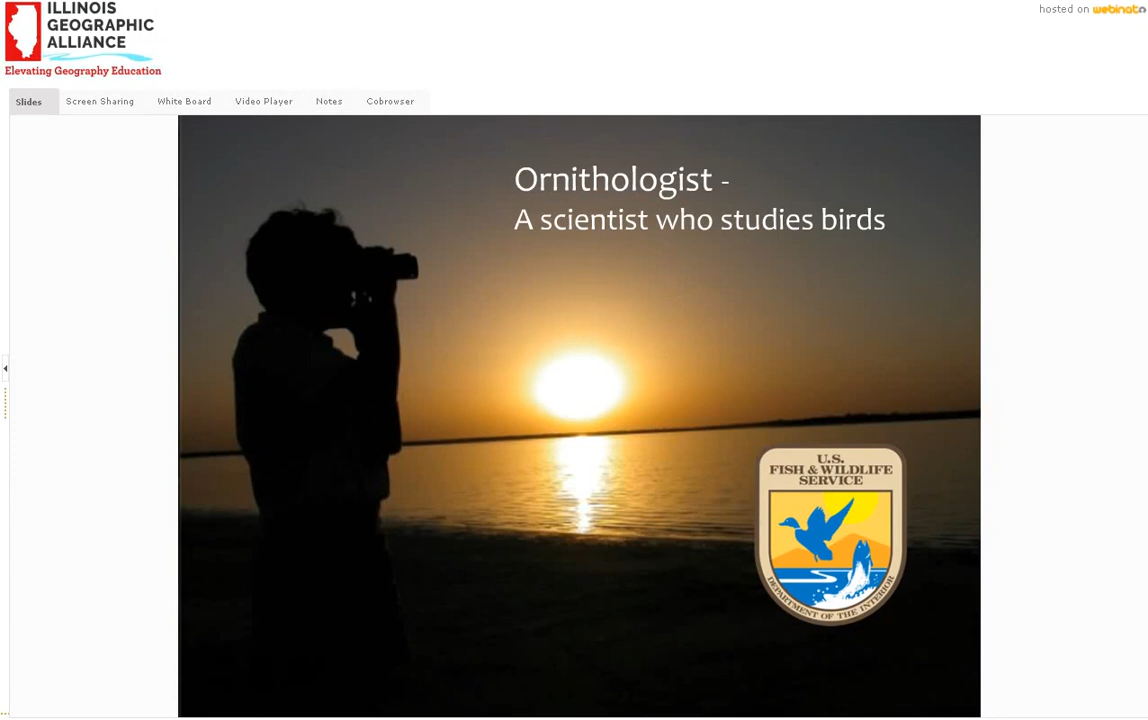 ILLINOIS
GEOGRAPHIC
ALLIANCE
Elevating Geography Education
hosted on webinato
Slides
Screen Sharing
White Board
Video Player
Notes
Cobrowser
Ornithologist -
A scientist who studies birds
U.S.
FISH & WILDLIFE
SERVICE
DEPARTMENT OF THE INTERIOR